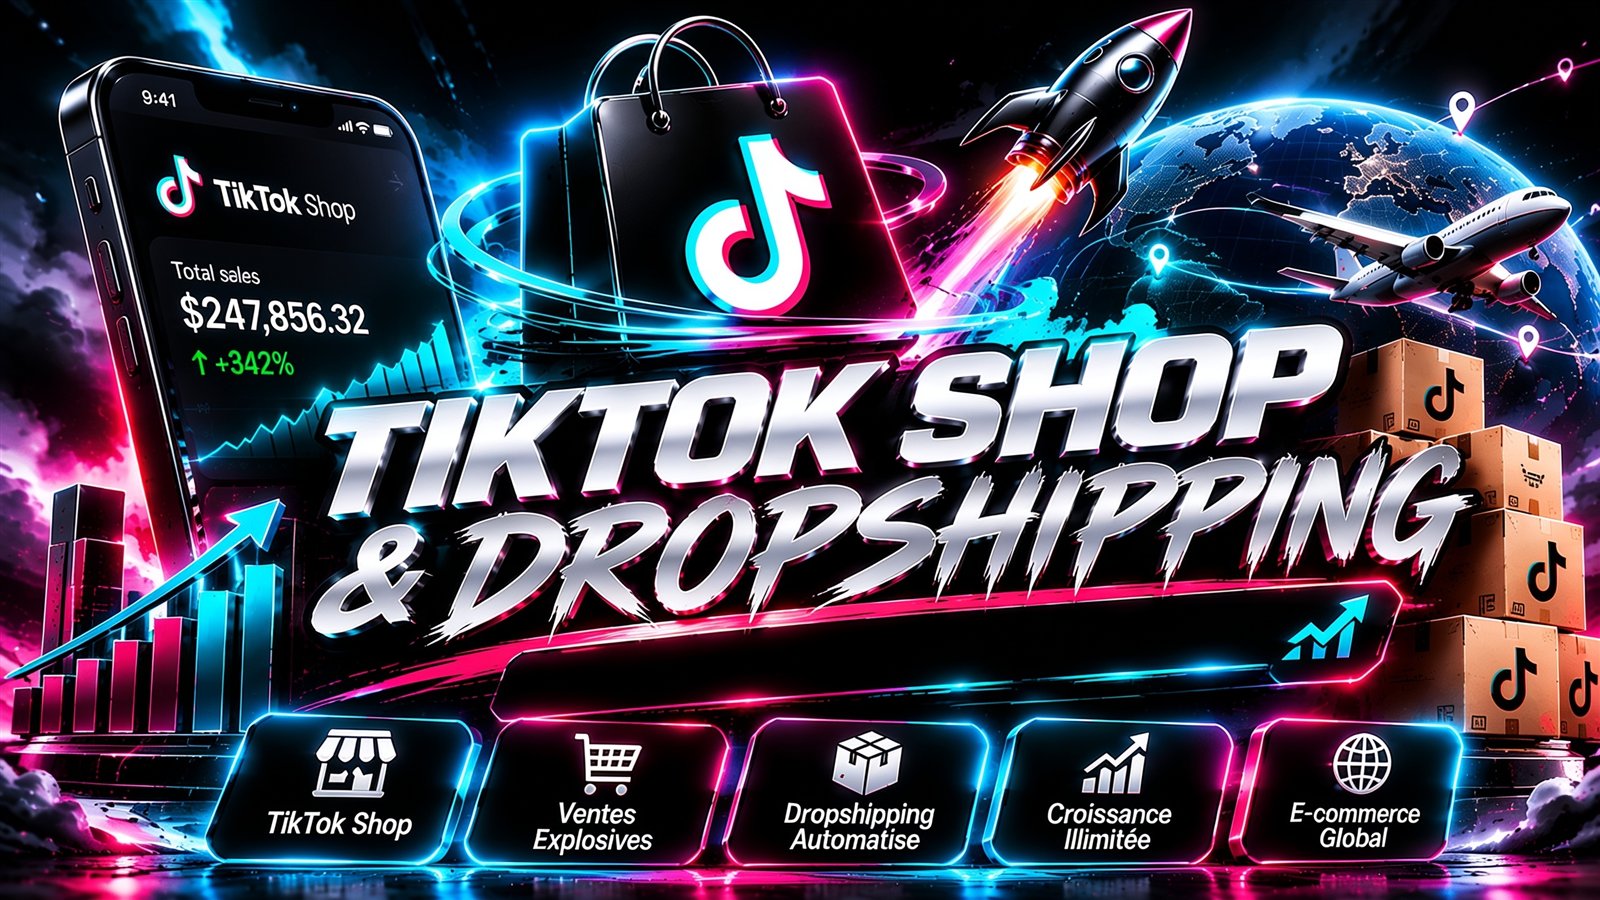 9:41
TikTok Shop
Total sales
$247,856.32
↑ +342%
TIKTOK SHOP
& DROPSHIPPING
TikTok Shop
Ventes
Explosives
Dropshipping
Automatise
Croissance
Illimitée
E-commerce
Global